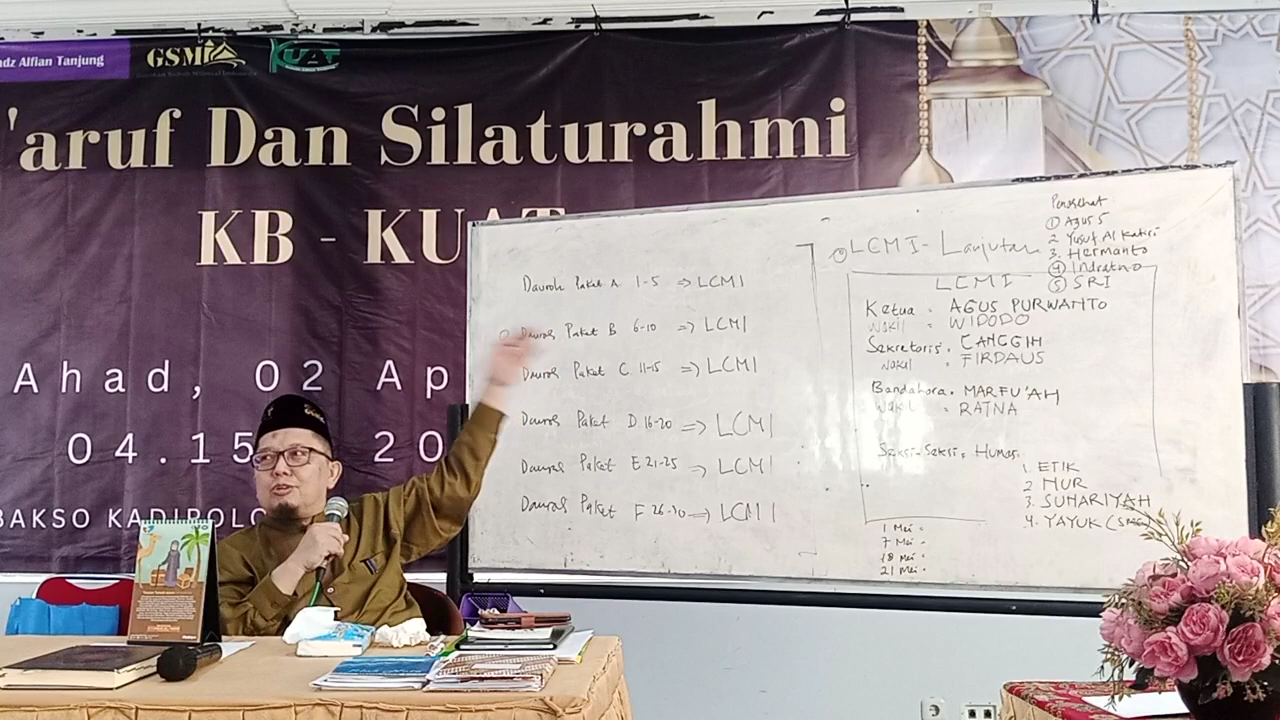 adz Alfian Tanjung
GSMI
KUAT
'aruf Dan Silaturahmi
KB - KUAT
Ahad, 02 Ap
04.15 20
BAKSO KADIPOLO
Dauroh Paket A 1-5 => LCMI
Dauroh Paket B 6-10 => LCMI
Dauroh Paket C 11-15 => LCMI
Dauroh Paket D 16-20 => LCMI
Dauroh Paket E 21-25 => LCMI
Dauroh Paket F 26-30 => LCMI
LCMI - Lanjutan
Penasehat
1 Agus S
2 Yusuf Al Katiri
3. Hermanto
4 Indratno
5 SRI
LCMI
Ketua = AGUS PURWANTO
Wakil = WIDODO
Sekretaris = CANGGIH
Wakil = FIRDAUS
Bendahara = MARFU'AH
Wakil = RATNA
Seksi-Seksi = Humas:
1. ETIK
2 NUR
3. SUHARIYAH
4. YAYUK
1 Mei =
7 Mei =
18 Mei =
21 Mei =